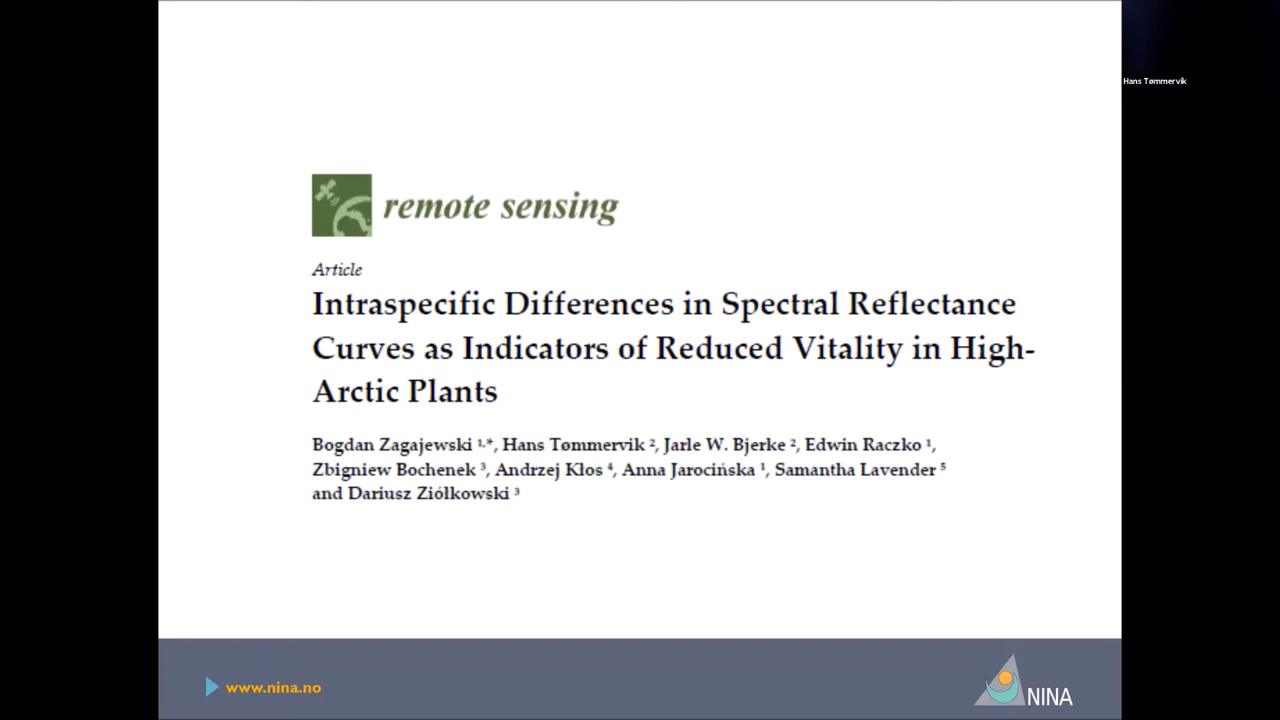 Hans Tømmervik
remote sensing
Article
Intraspecific Differences in Spectral Reflectance
Curves as Indicators of Reduced Vitality in High-
Arctic Plants
Bogdan Zagajewski ¹,*, Hans Tømmervik ², Jarle W. Bjerke ², Edwin Raczko ¹,
Zbigniew Bochenek ³, Andrzej Kłos ⁴, Anna Jarocińska ¹, Samantha Lavender ⁵
and Dariusz Ziółkowski ³
www.nina.no
NINA